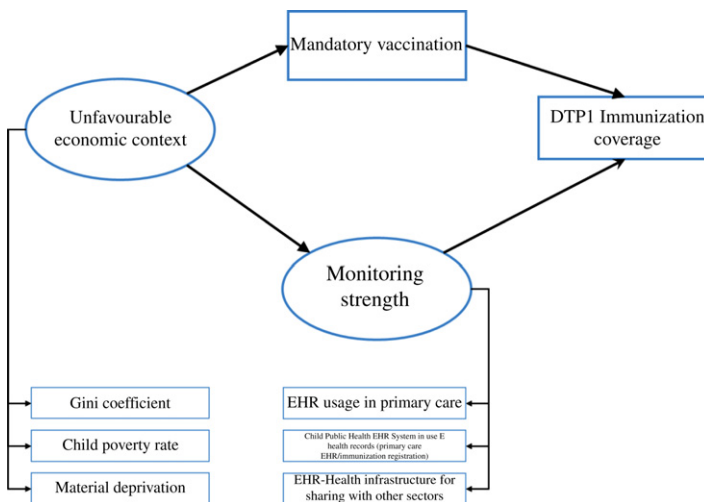 Mandatory vaccination
Unfavourable
economic context
DTP1 Immunization
coverage
Monitoring
strength
Gini coefficient
Child poverty rate
Material deprivation
EHR usage in primary care
Child Public Health EHR System in use E
health records (primary care
EHR/immunization registration)
EHR-Health infrastructure for
sharing with other sectors